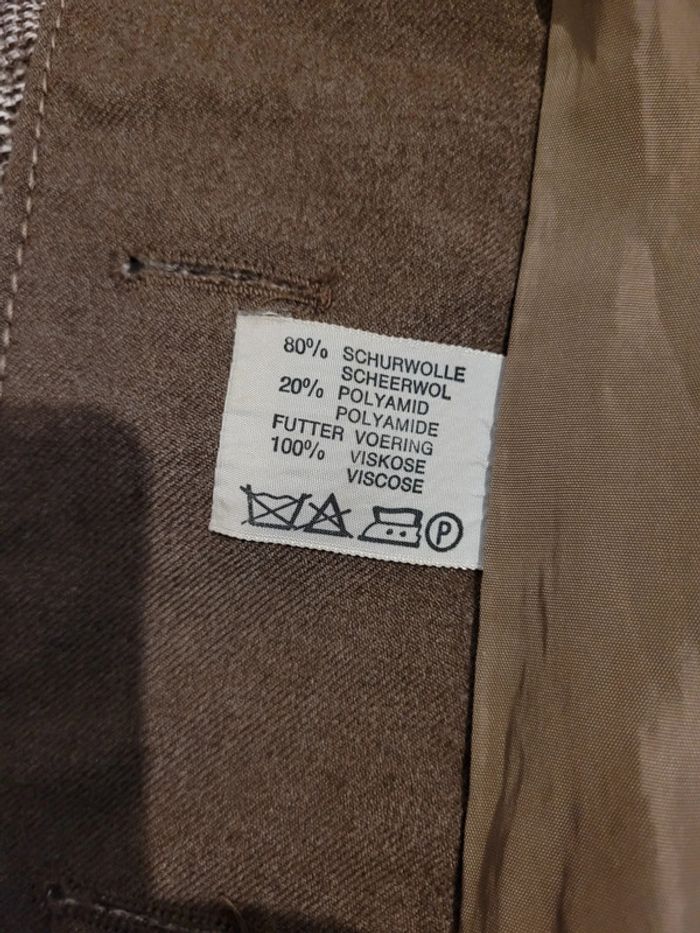 80% SCHURWOLLE
SCHEERWOL
20% POLYAMID
POLYAMIDE
FUTTER VOERING
100% VISKOSE
VISCOSE
P